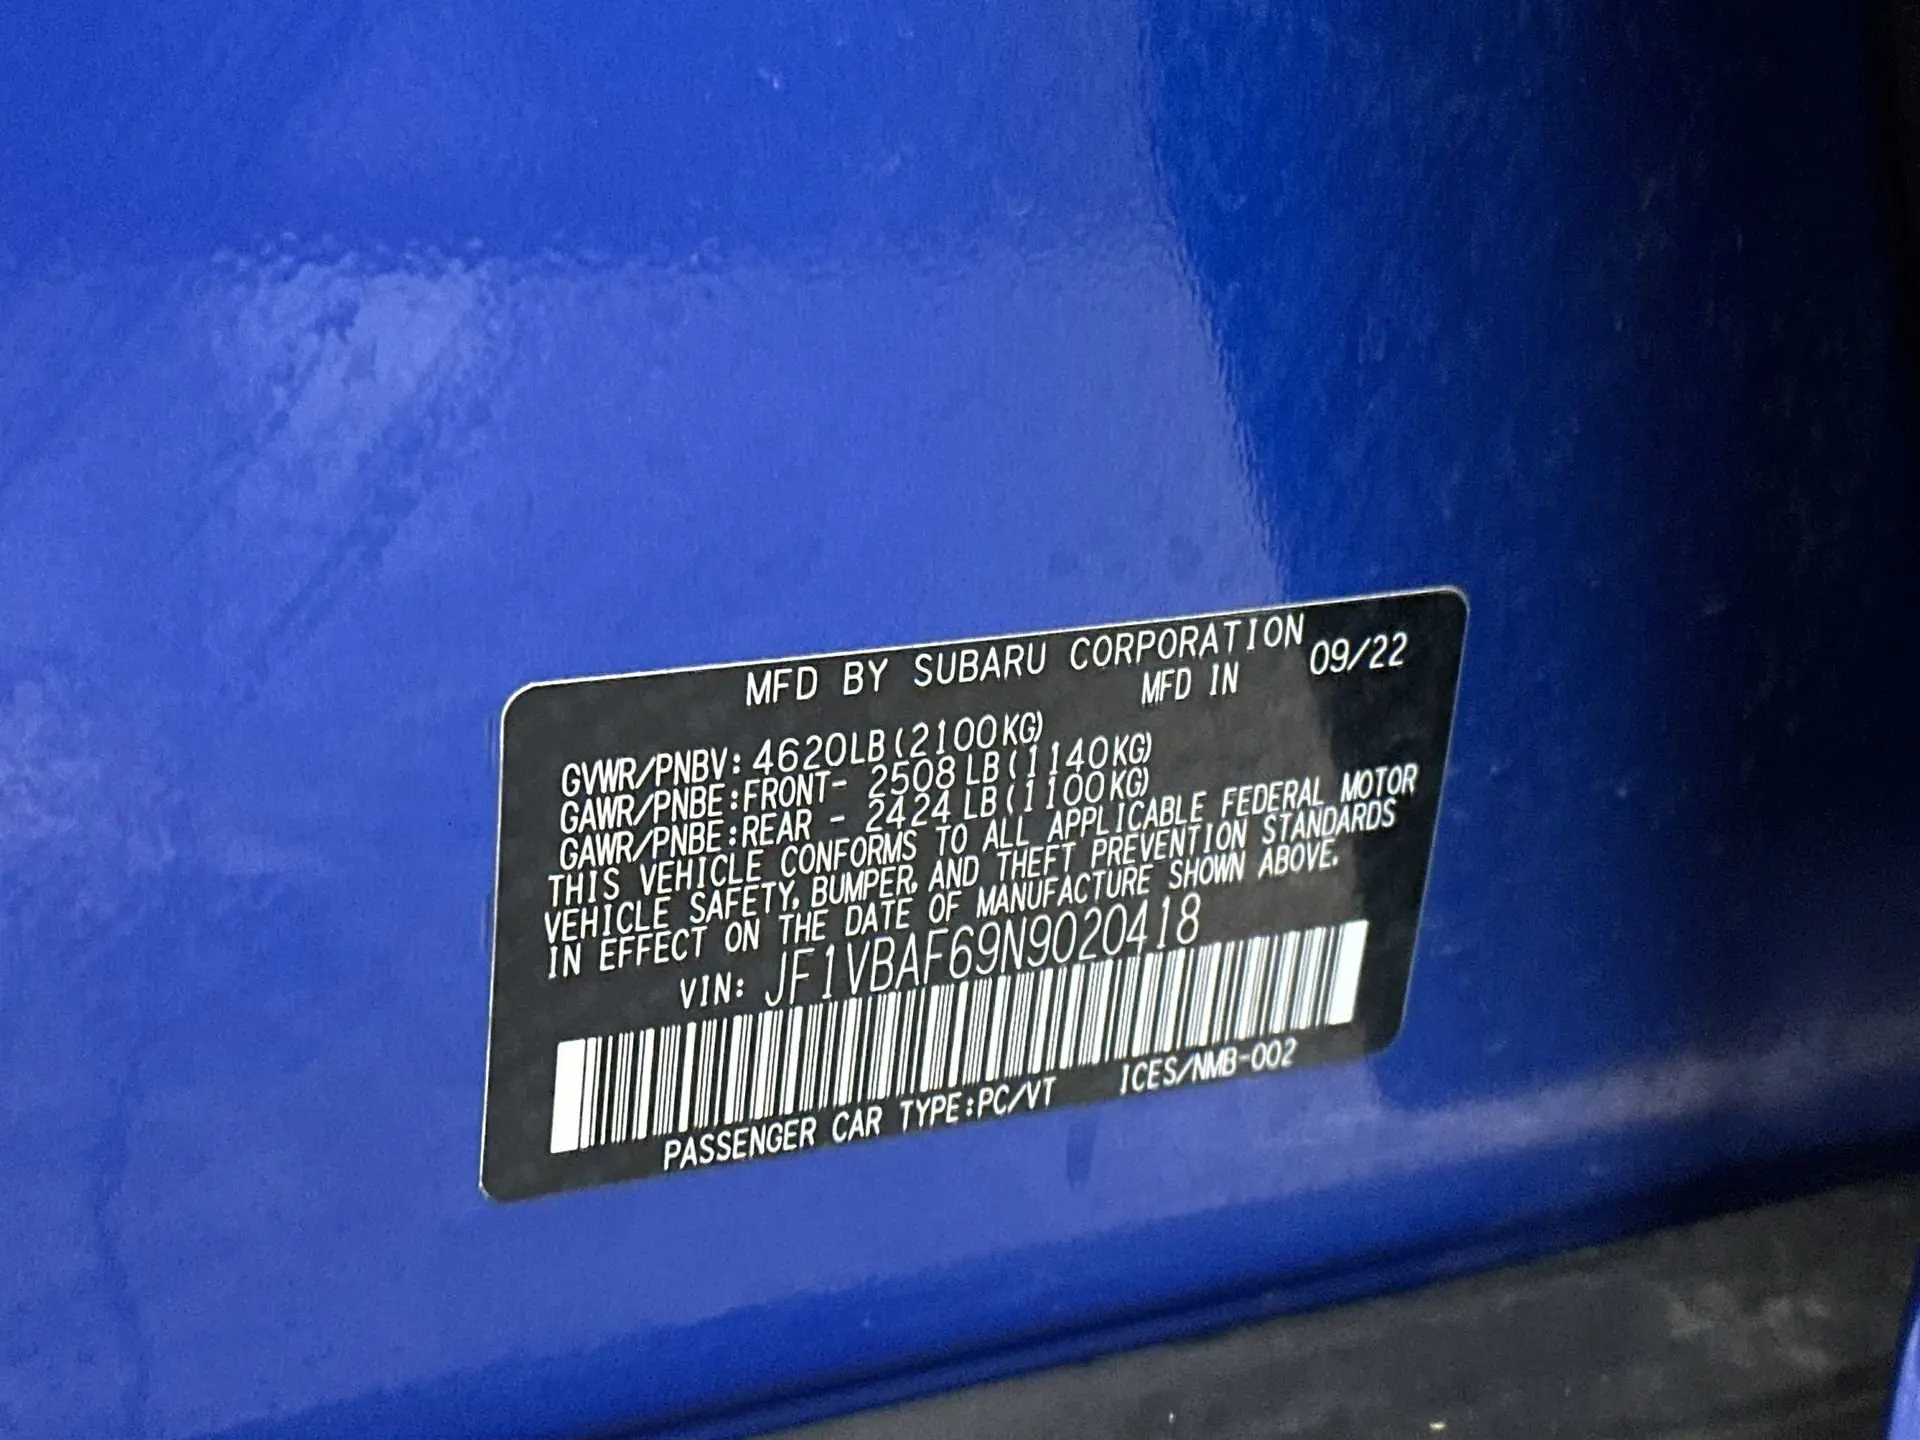 MFD BY SUBARU CORPORATION
MFD IN 09/22
GVWR/PNBV: 4620LB(2100KG)
GAWR/PNBE:FRONT- 2508LB(1140KG)
GAWR/PNBE:REAR - 2424LB(1100KG)
THIS VEHICLE CONFORMS TO ALL APPLICABLE FEDERAL MOTOR
VEHICLE SAFETY, BUMPER, AND THEFT PREVENTION STANDARDS
IN EFFECT ON THE DATE OF MANUFACTURE SHOWN ABOVE.
VIN: JF1VBAF69N9020418
PASSENGER CAR TYPE:PC/VT ICES/NMB-002